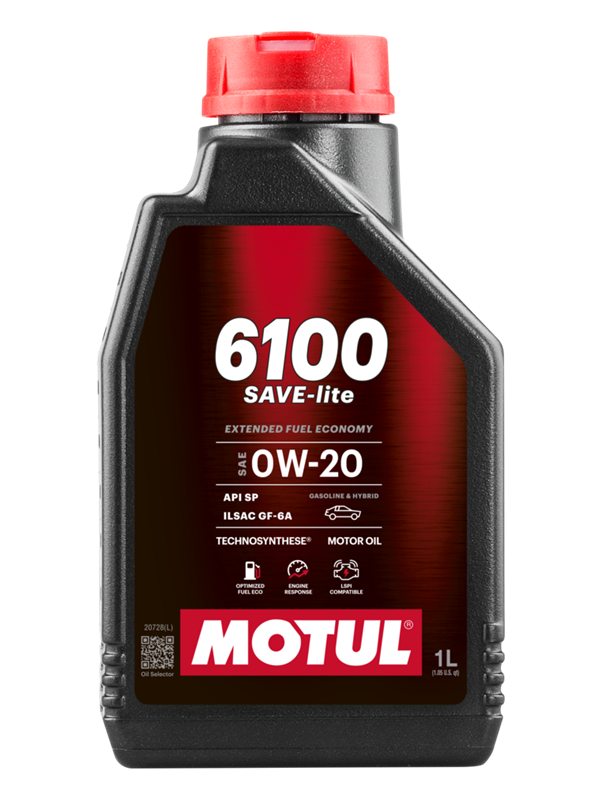 6100
SAVE-lite
EXTENDED FUEL ECONOMY
SAE 0W-20
API SP GASOLINE & HYBRID
ILSAC GF-6A
TECHNOSYNTHESE® MOTOR OIL
OPTIMIZED FUEL ECO
ENGINE RESPONSE
LSPI COMPATIBLE
20728(L)
Oil Selector
MOTUL®
1L
(1.05 U.S. qt)